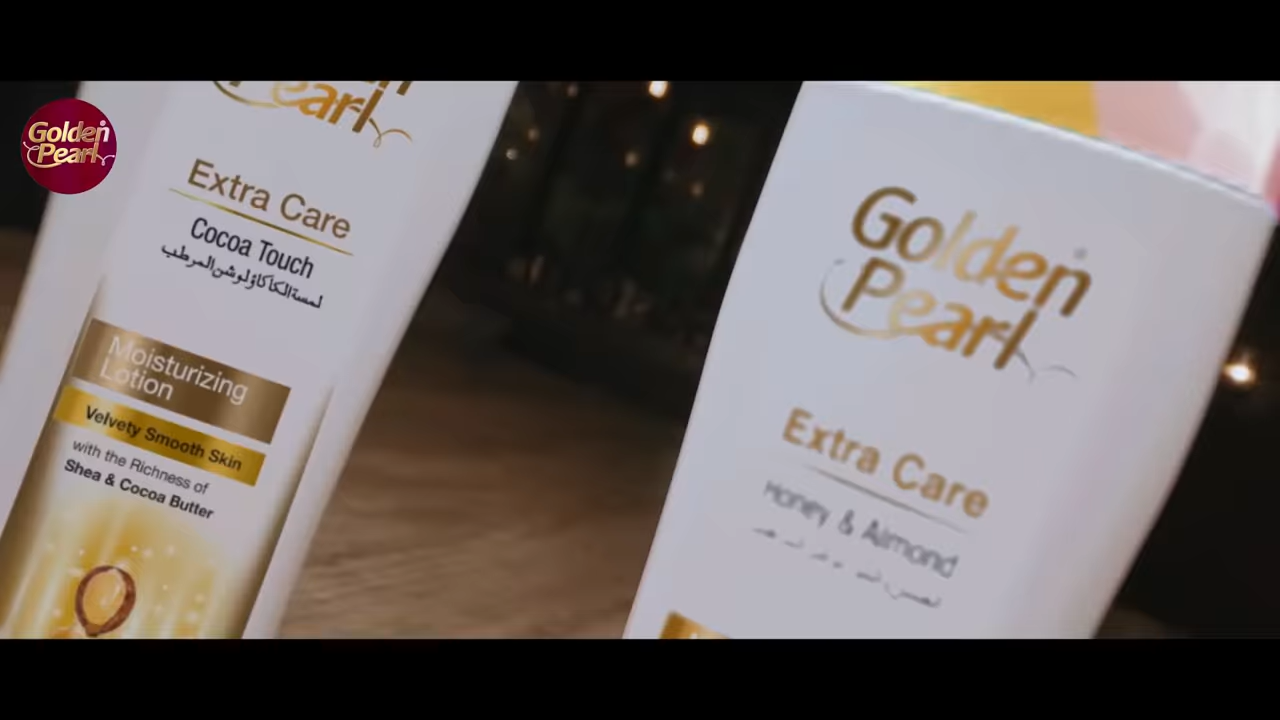 Golden
Pearl
Pearl
Extra Care
Cocoa Touch
لمسة الكاكاو لوشن المرطب
Moisturizing
Lotion
Velvety Smooth Skin
with the Richness of
Shea & Cocoa Butter
Golden
Pearl
Extra Care
Honey & Almond